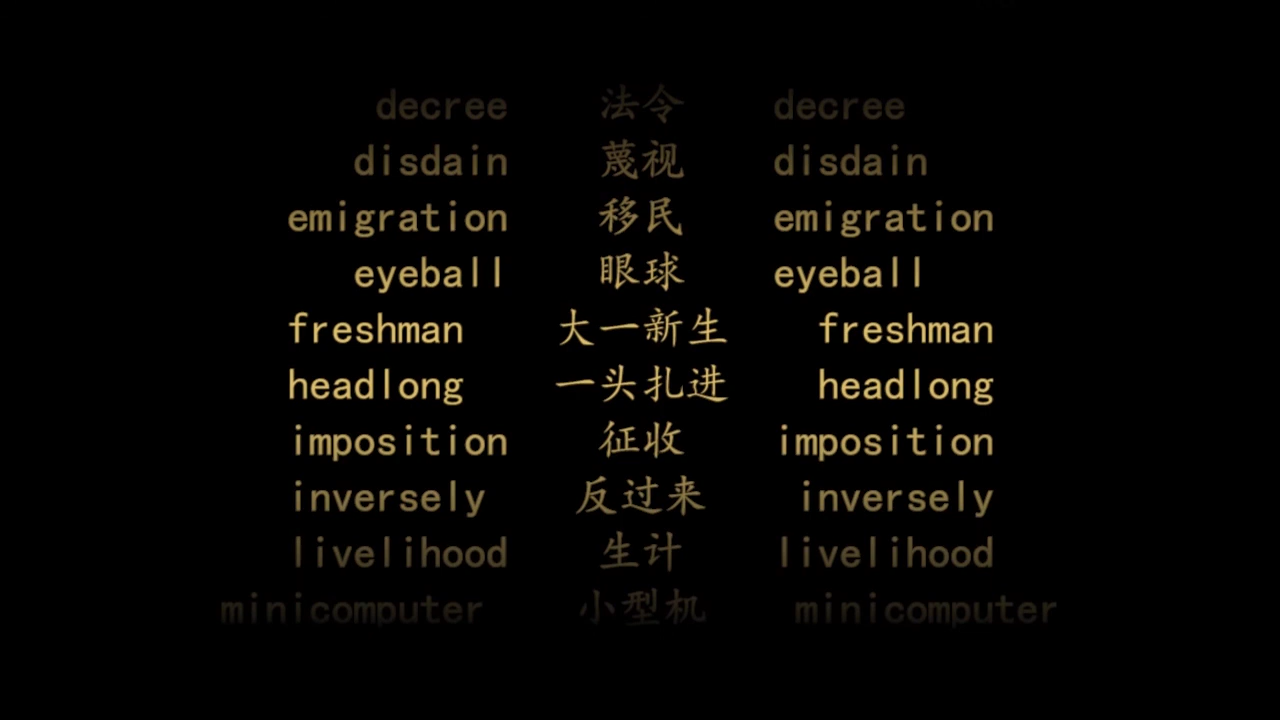 decree 法令 decree
disdain 蔑视 disdain
emigration 移民 emigration
eyeball 眼球 eyeball
freshman 大一新生 freshman
headlong 一头扎进 headlong
imposition 征收 imposition
inversely 反过来 inversely
livelihood 生计 livelihood
minicomputer 小型机 minicomputer